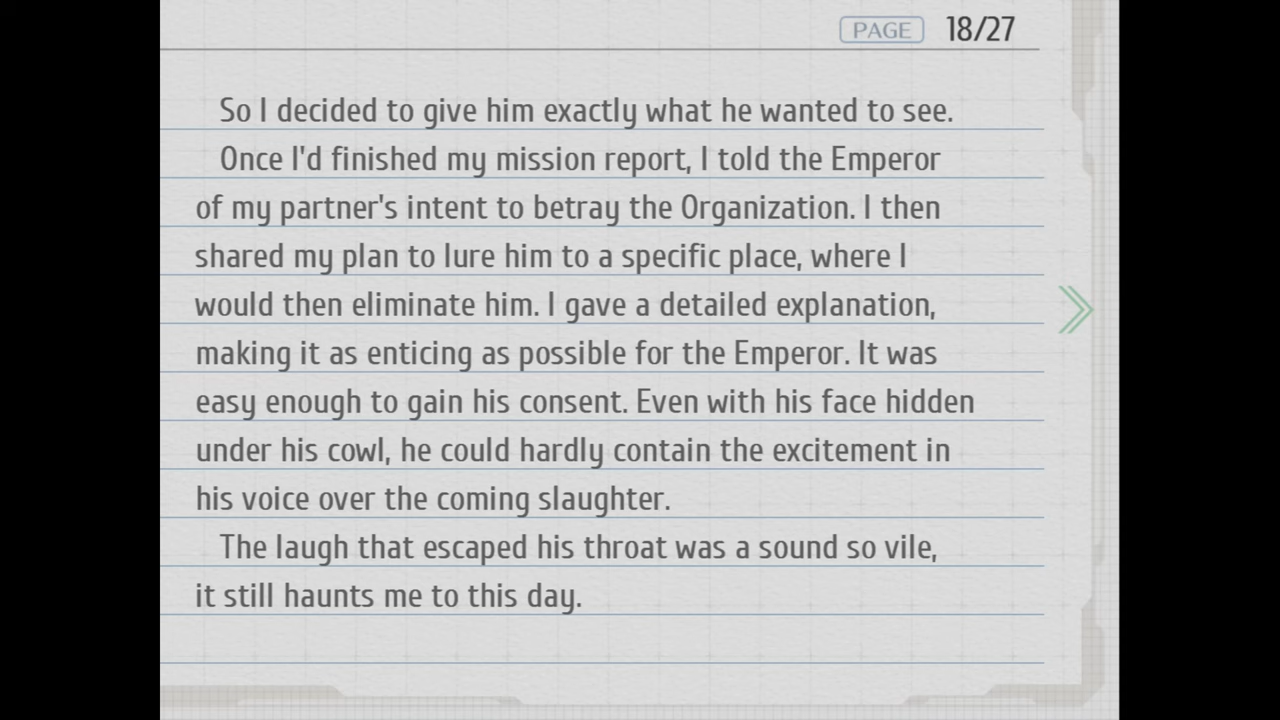 PAGE 18/27
So I decided to give him exactly what he wanted to see.
Once I'd finished my mission report, I told the Emperor
of my partner's intent to betray the Organization. I then
shared my plan to lure him to a specific place, where I
would then eliminate him. I gave a detailed explanation,
making it as enticing as possible for the Emperor. It was
easy enough to gain his consent. Even with his face hidden
under his cowl, he could hardly contain the excitement in
his voice over the coming slaughter.
The laugh that escaped his throat was a sound so vile,
it still haunts me to this day.